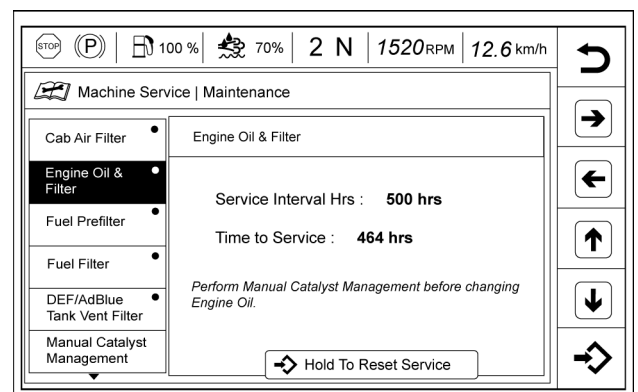 STOP (P) 100 % 70% 2 N 1520 RPM 12.6 km/h
Machine Service | Maintenance
Cab Air Filter
Engine Oil &
Filter
Fuel Prefilter
Fuel Filter
DEF/AdBlue
Tank Vent Filter
Manual Catalyst
Management
Engine Oil & Filter
Service Interval Hrs : 500 hrs
Time to Service : 464 hrs
Perform Manual Catalyst Management before changing
Engine Oil.
Hold To Reset Service